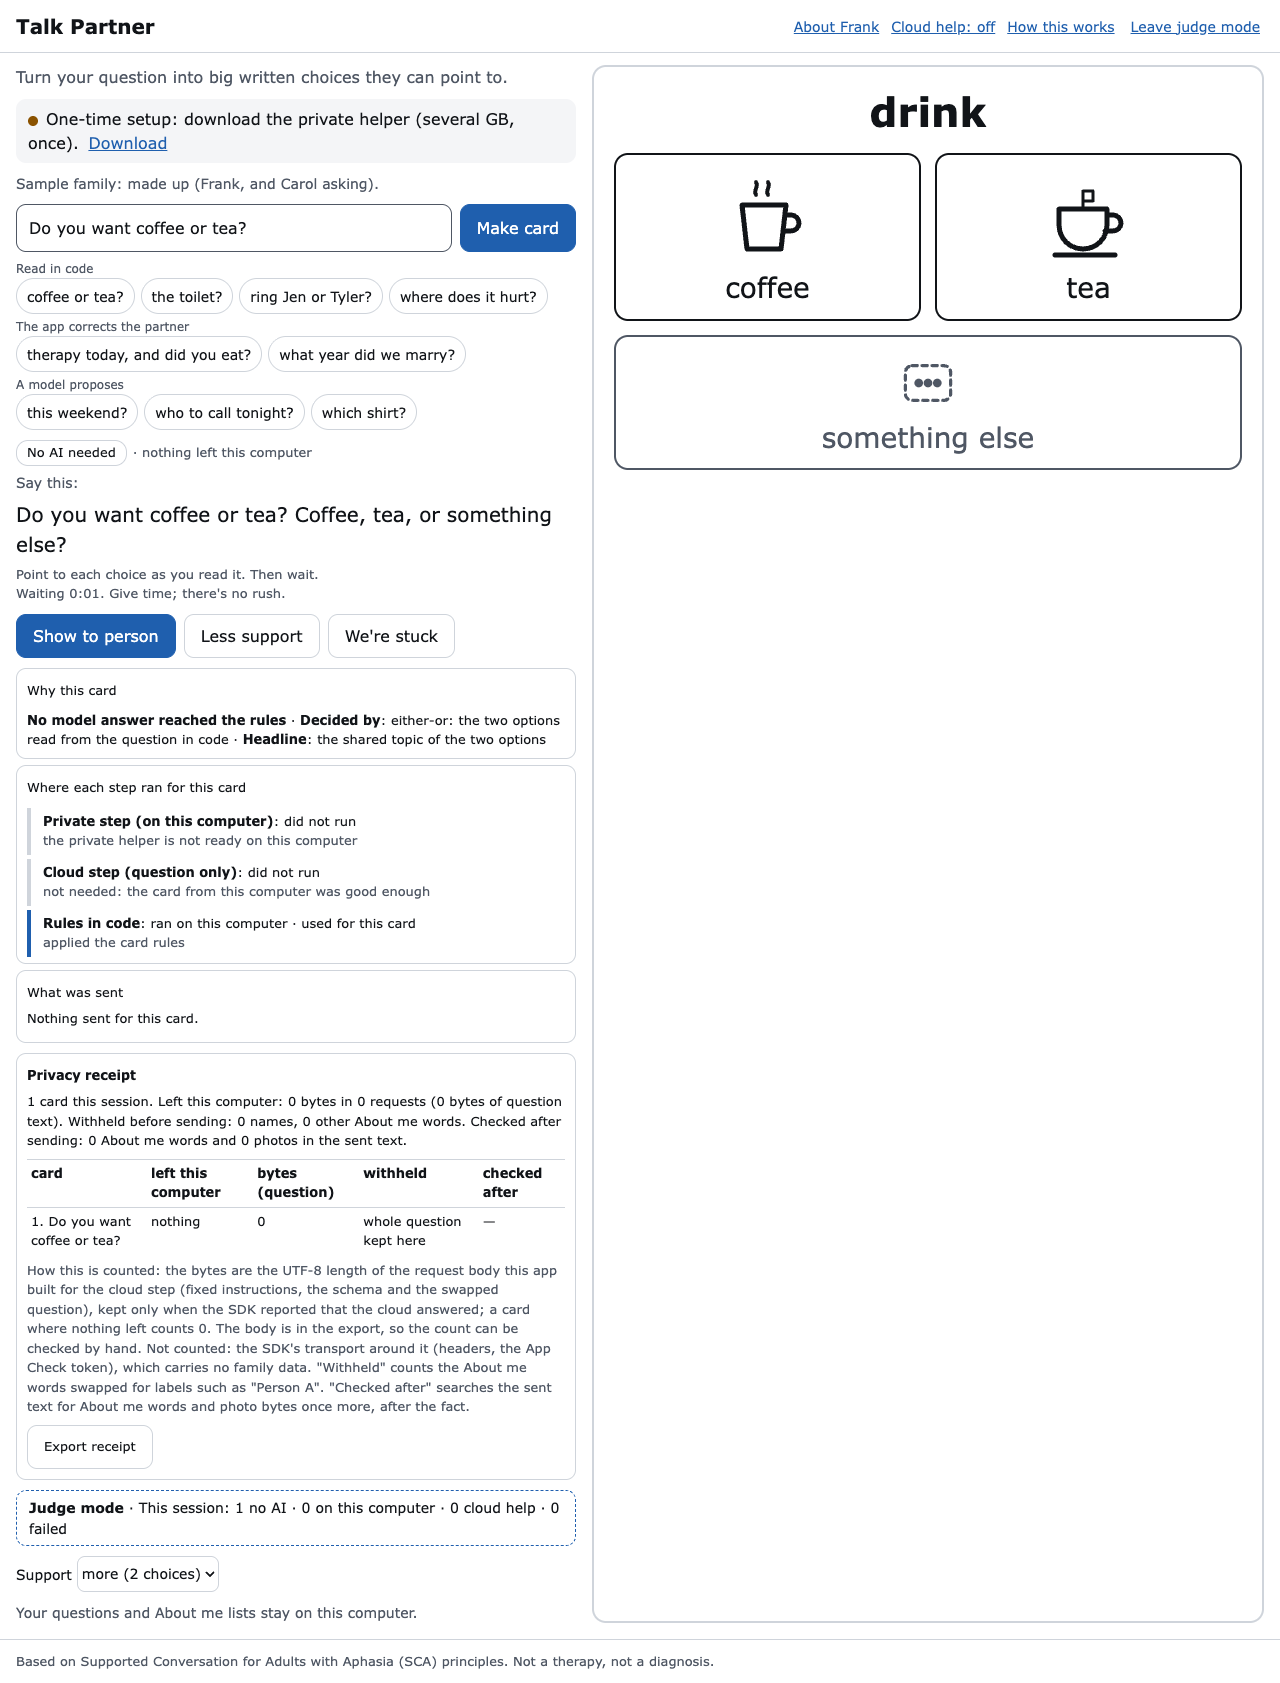 Talk Partner
About Frank Cloud help: off How this works Leave judge mode
Turn your question into big written choices they can point to.
One-time setup: download the private helper (several GB,
once). Download
Sample family: made up (Frank, and Carol asking).
Do you want coffee or tea? Make card
Read in code
coffee or tea? the toilet? ring Jen or Tyler? where does it hurt?
The app corrects the partner
therapy today, and did you eat? what year did we marry?
A model proposes
this weekend? who to call tonight? which shirt?
No AI needed · nothing left this computer
Say this:
Do you want coffee or tea? Coffee, tea, or something
else?
Point to each choice as you read it. Then wait.
Waiting 0:01. Give time; there's no rush.
Show to person Less support We're stuck
Why this card
No model answer reached the rules · Decided by: either-or: the two options
read from the question in code · Headline: the shared topic of the two options
Where each step ran for this card
Private step (on this computer): did not run
the private helper is not ready on this computer
Cloud step (question only): did not run
not needed: the card from this computer was good enough
Rules in code: ran on this computer · used for this card
applied the card rules
What was sent
Nothing sent for this card.
Privacy receipt
1 card this session. Left this computer: 0 bytes in 0 requests (0 bytes of question
text). Withheld before sending: 0 names, 0 other About me words. Checked after
sending: 0 About me words and 0 photos in the sent text.
card left this bytes withheld checked
computer (question) after
1. Do you want nothing 0 whole question —
coffee or tea? kept here
How this is counted: the bytes are the UTF-8 length of the request body this app
built for the cloud step (fixed instructions, the schema and the swapped
question), kept only when the SDK reported that the cloud answered; a card
where nothing left counts 0. The body is in the export, so the count can be
checked by hand. Not counted: the SDK's transport around it (headers, the App
Check token), which carries no family data. "Withheld" counts the About me
words swapped for labels such as "Person A". "Checked after" searches the sent
text for About me words and photo bytes once more, after the fact.
Export receipt
Judge mode · This session: 1 no AI · 0 on this computer · 0 cloud help · 0
failed
Support more (2 choices)
Your questions and About me lists stay on this computer.
drink
coffee tea
something else
Based on Supported Conversation for Adults with Aphasia (SCA) principles. Not a therapy, not a diagnosis.